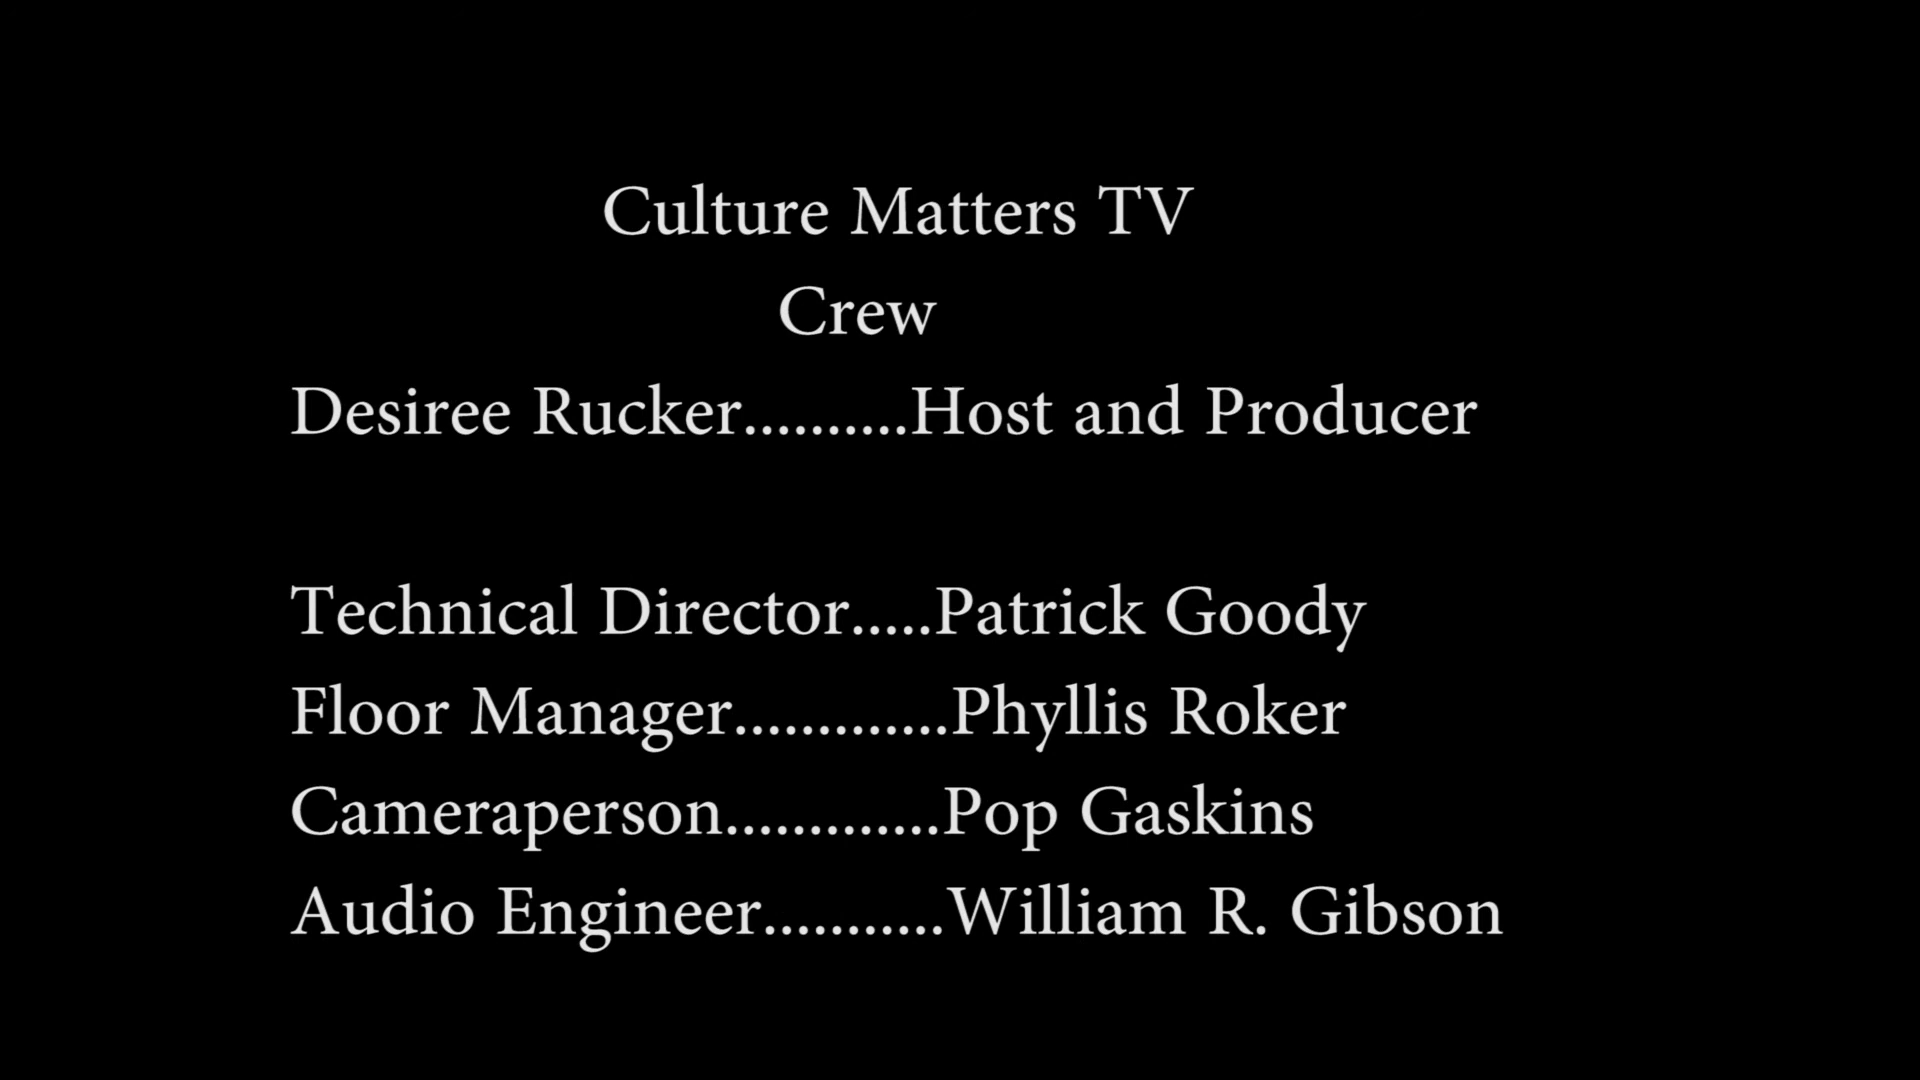 Culture Matters TV
Crew
Desiree Rucker..........Host and Producer
Technical Director.....Patrick Goody
Floor Manager.............Phyllis Roker
Cameraperson.............Pop Gaskins
Audio Engineer...........William R. Gibson